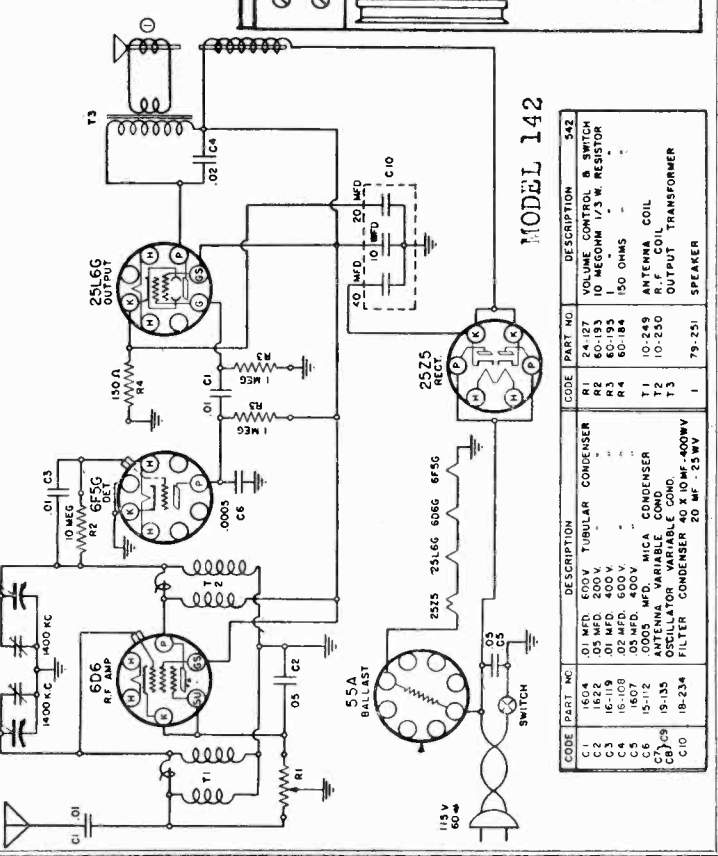 1
T3
C4
.02
25L6G
OUTPUT
H
P
K
GS
H
G
150 Ω
R4
C1
.01
R3
1 MEG
R3
1 MEG
20 MFD
10 MFD
40 MFD
C10
C3
.01
10 MEG
R2
6F5G
DET
H
K
H
P
.0005
C6
1400 KC
1400 KC
6D6
R.F. AMP
H
P
H
GS
K
SU
T2
T1
C2
.05
R1
C1
.01
25Z5
RECT.
P
K
H
H
P
K
55A
BALLAST
25Z5
25L6G
6D6G
6F5G
.05
C5
SWITCH
115 V
60 ~
MODEL 142
CODE PART NO. DESCRIPTION CODE PART NO. DESCRIPTION 542
C1 1604 .01 MFD. 600 V TUBULAR CONDENSER R1 24-127 VOLUME CONTROL & SWITCH
C2 1622 .05 MFD. 200 V. " " R2 60-193 10 MEGOHM 1/3 W. RESISTOR
C3 16-119 .01 MFD. 400 V. " " R3 60-195 1 " " "
C4 16-108 .02 MFD. 600 V. " " R4 60-184 150 OHMS " "
C5 1607 .05 MFD. 400 V. " "
C6 15-112 .0005 MFD. MICA CONDENSER T1 10-249 ANTENNA COIL
C7 } C9 19-135 ANTENNA VARIABLE COND T2 10-250 R.F. COIL
C8 OSCILLATOR VARIABLE COND. T3 OUTPUT TRANSFORMER
C10 18-234 FILTER CONDENSER 40 X 10 MF-400WV
20 MF - 25 WV 1 79-251 SPEAKER